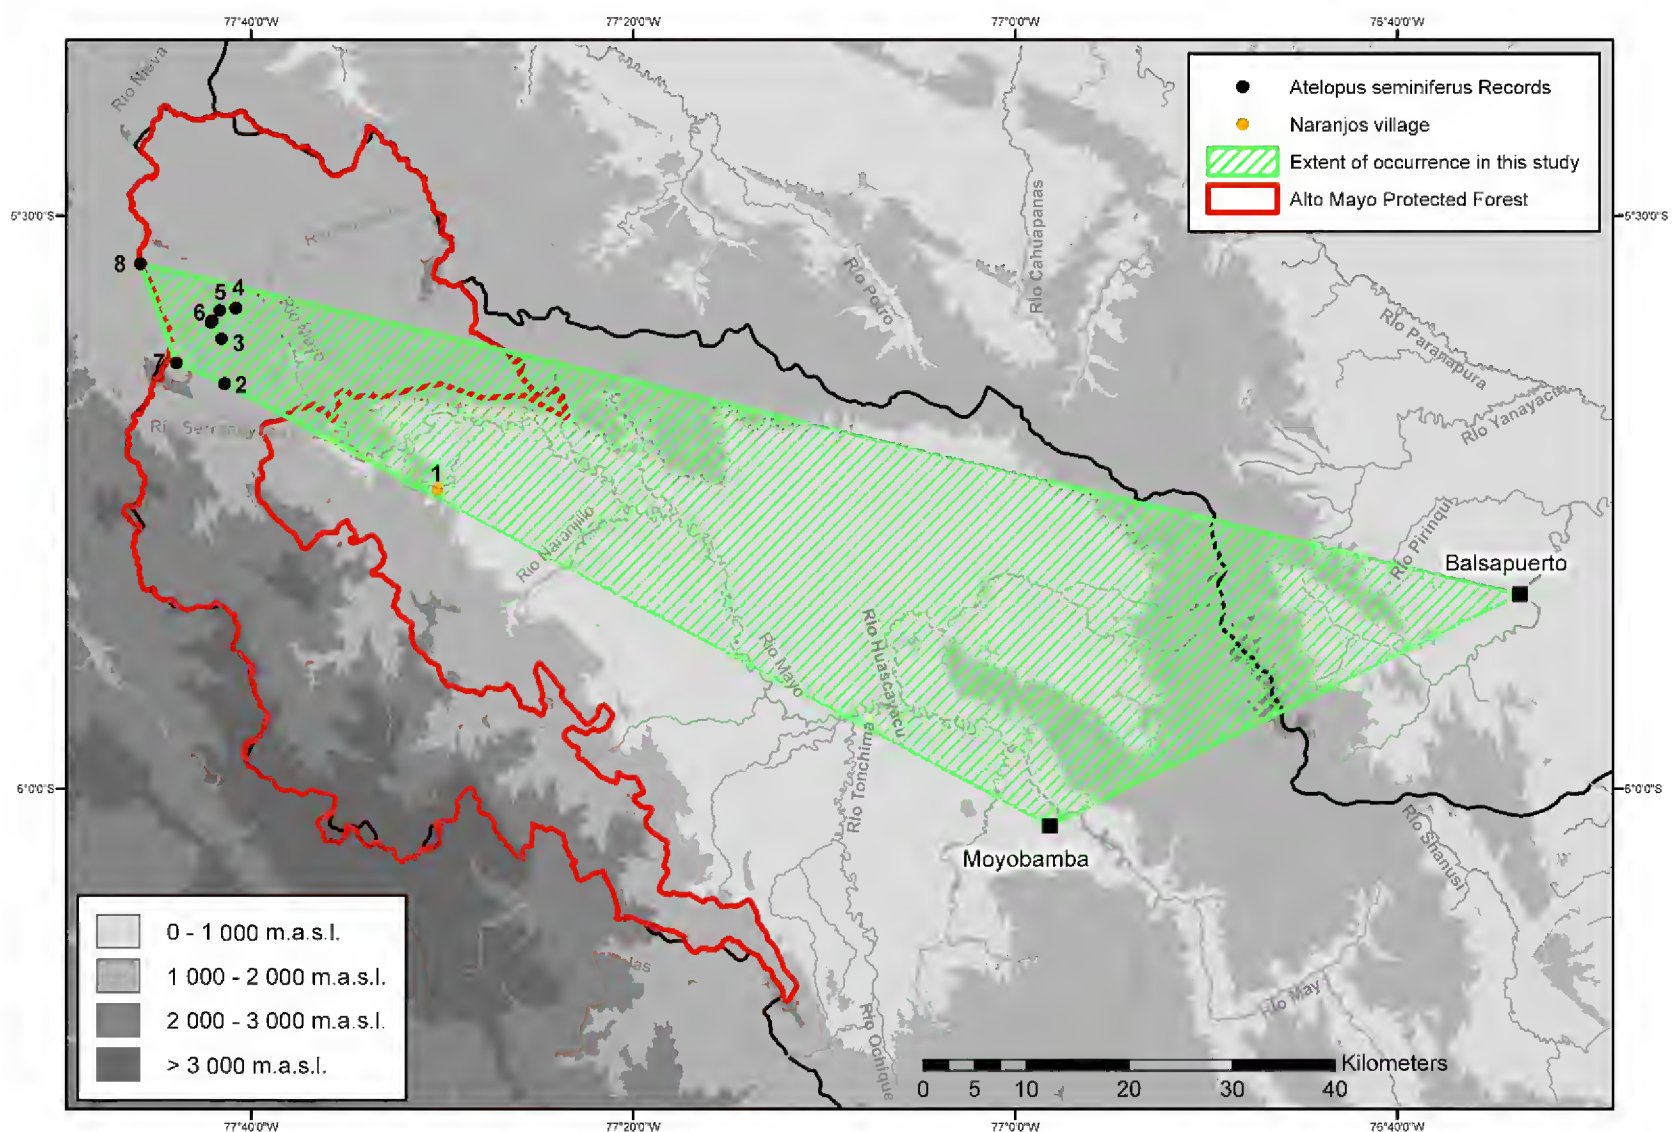 77°40'0"W
77°20'0"W
77°0'0"W
76°40'0"W
Rio Nieva
Atelopus seminiferus Records
Naranjos village
Extent of occurrence in this study
Alto Mayo Protected Forest
5°30'0"S
5°30'0"S
Rio Cahuapanas
Rio Potro
8
5
4
6
3
7
2
Rio Mayo
Rio Paranapura
Rio Yanayacu
1
Rio Naranjillo
Rio Pirinqui
Balsapuerto
Rio Huascayacu
Rio Mayo
Rio Tonchima
6°0'0"S
6°0'0"S
Moyobamba
Rio Shanusi
0 - 1 000 m.a.s.l.
1 000 - 2 000 m.a.s.l.
2 000 - 3 000 m.a.s.l.
> 3 000 m.a.s.l.
Rio Ochique
Kilometers
0 5 10 20 30 40
77°40'0"W
77°20'0"W
77°0'0"W
76°40'0"W